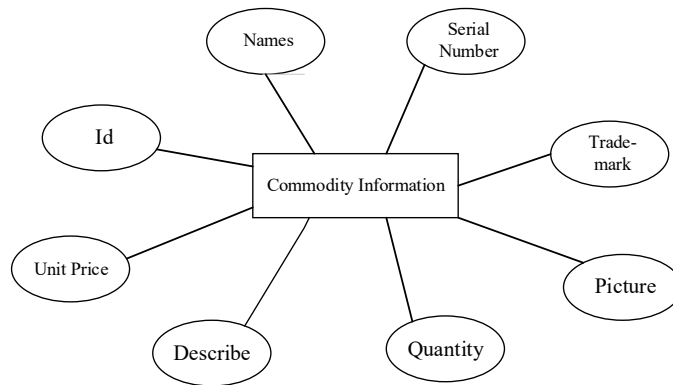 Names
Serial
Number
Id
Trade-
mark
Commodity Information
Unit Price
Picture
Describe
Quantity